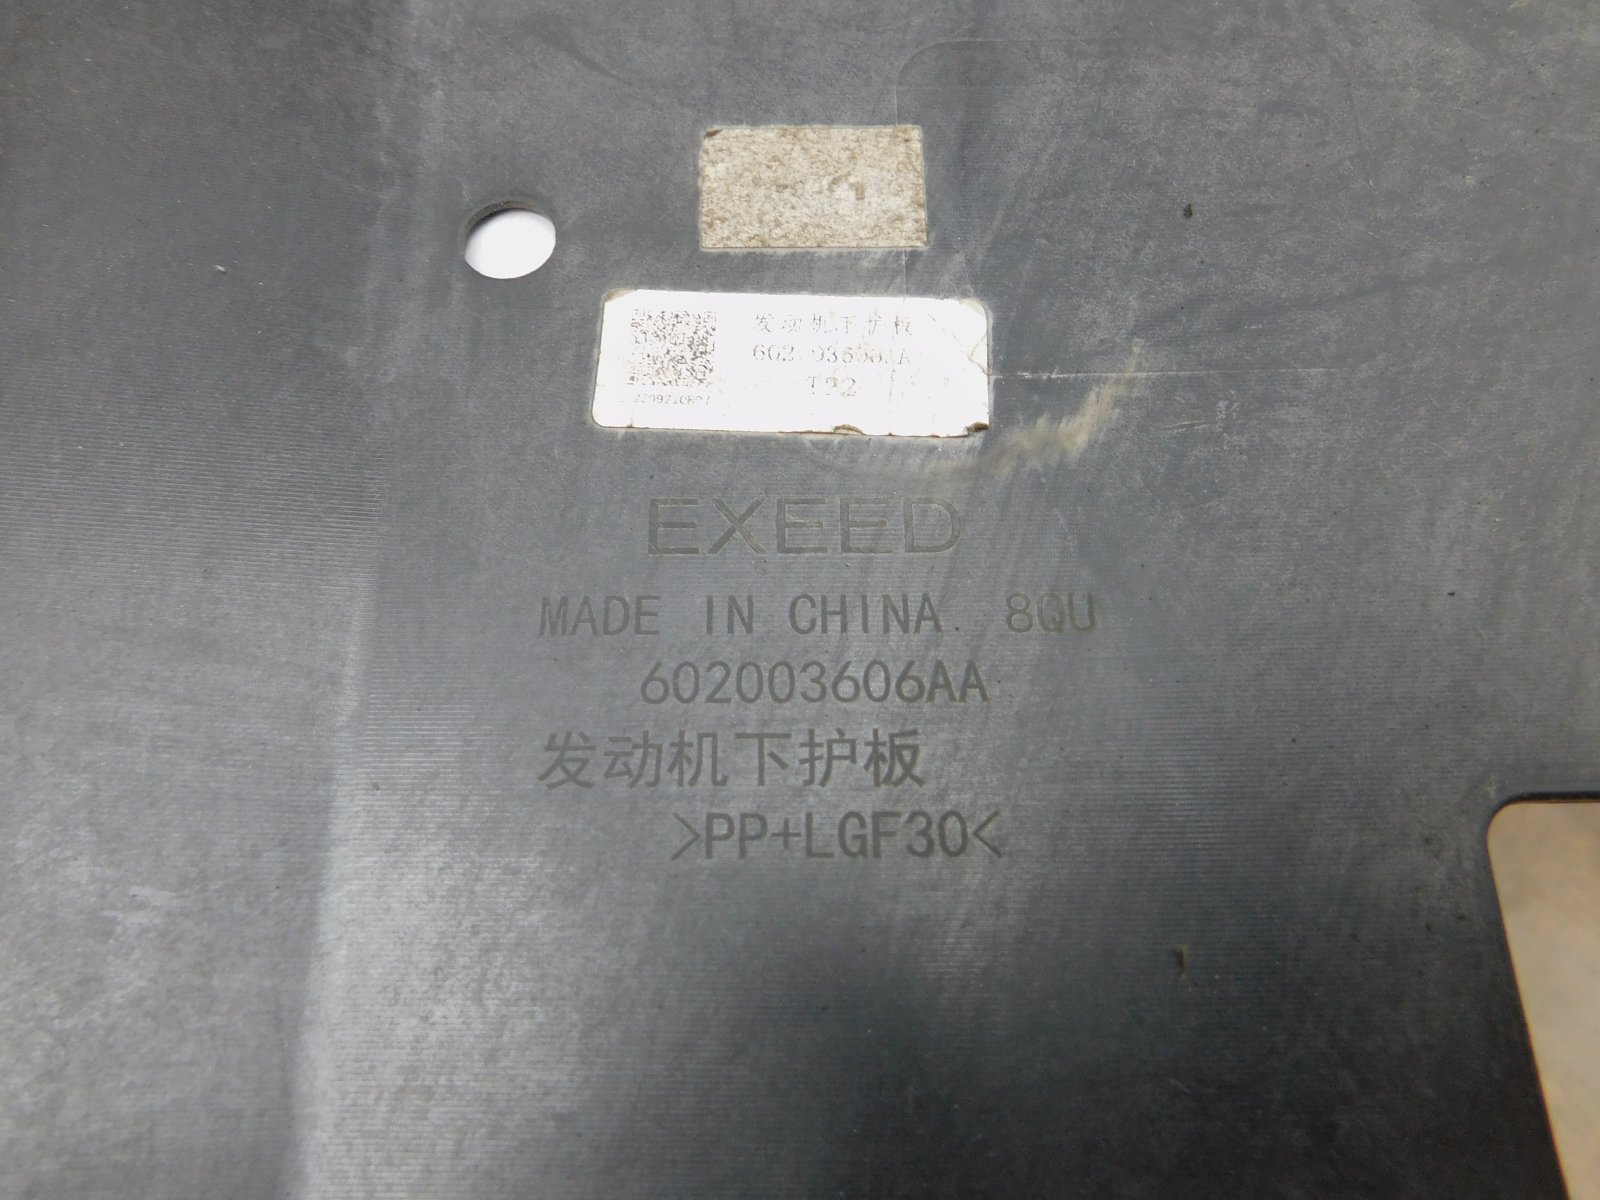 发动机下护板
T22
EXEED
MADE IN CHINA. 8QU
602003606AA
发动机下护板
>PP+LGF30<